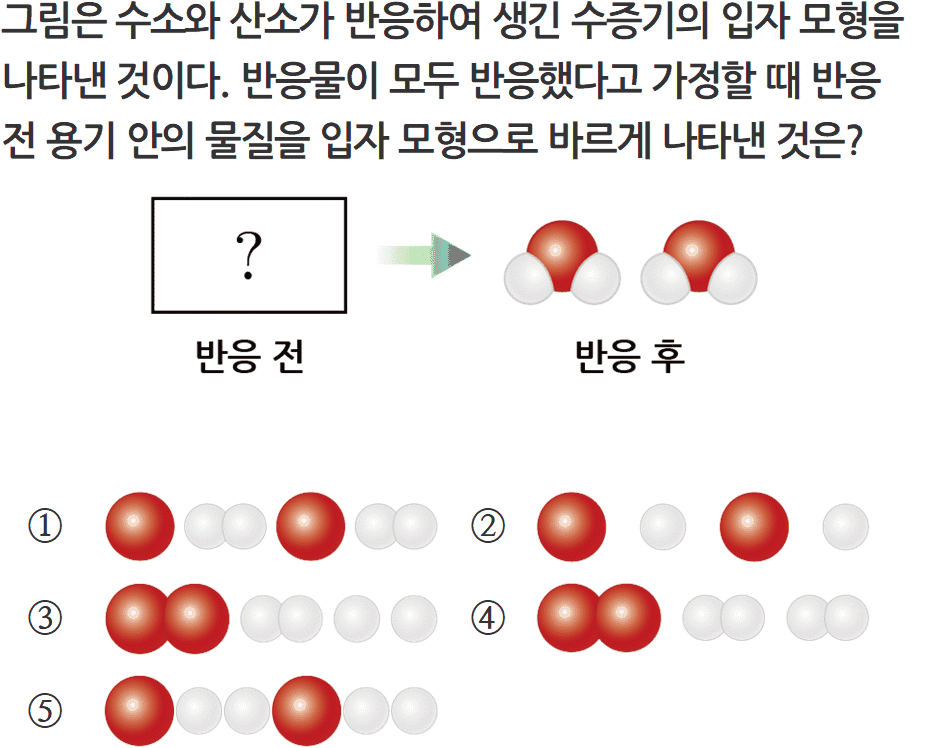 그림은 수소와 산소가 반응하여 생긴 수증기의 입자 모형을
나타낸 것이다. 반응물이 모두 반응했다고 가정할 때 반응
전 용기 안의 물질을 입자 모형으로 바르게 나타낸 것은?
?
반응 전
반응 후
①
②
③
④
⑤